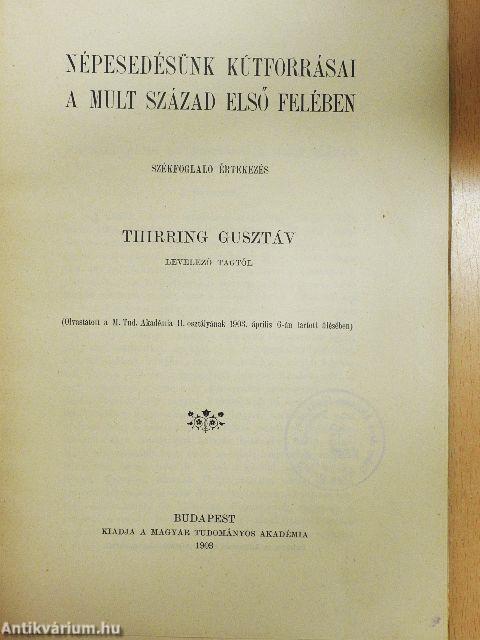 NÉPESEDÉSÜNK KÚTFORRÁSAI
A MULT SZÁZAD ELSŐ FELÉBEN
SZÉKFOGLALÓ ÉRTEKEZÉS
THIRRING GUSZTÁV
LEVELEZŐ TAGTÓL
(Olvastatott a M. Tud. Akadémia II. osztályának 1903. április 6-án tartott ülésében)
BUDAPEST
KIADJA A MAGYAR TUDOMÁNYOS AKADÉMIA
1903
Antikvárium.hu